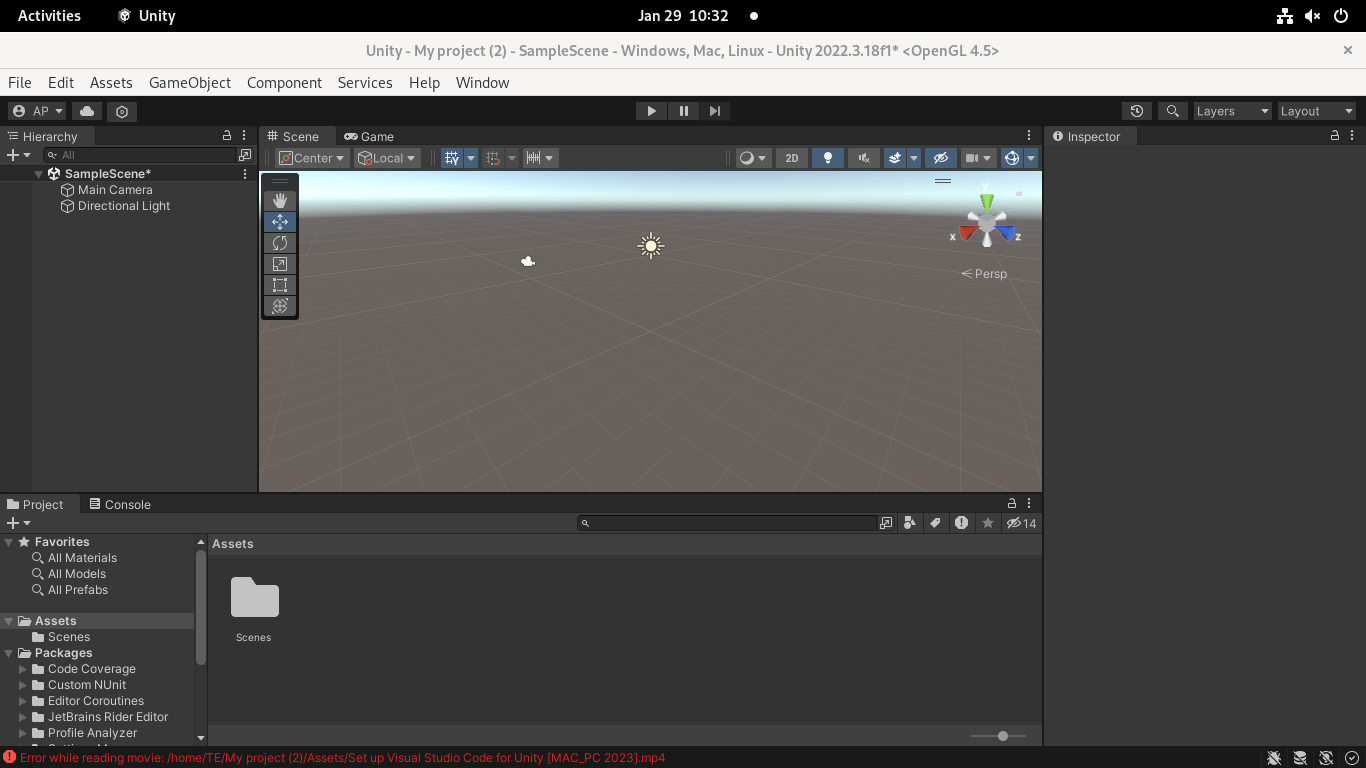 Activities Unity Jan 29 10:32
Unity - My project (2) - SampleScene - Windows, Mac, Linux - Unity 2022.3.18f1* <OpenGL 4.5>
File Edit Assets GameObject Component Services Help Window
AP Layers Layout
Hierarchy
All
SampleScene*
Main Camera
Directional Light
Scene Game
Center Local 2D
y
x z
Persp
Inspector
Project Console
14
Favorites
All Materials
All Models
All Prefabs
Assets
Scenes
Packages
Code Coverage
Custom NUnit
Editor Coroutines
JetBrains Rider Editor
Profile Analyzer
Assets
Scenes
Error while reading movie: /home/TE/My project (2)/Assets/Set up Visual Studio Code for Unity [MAC_PC 2023].mp4